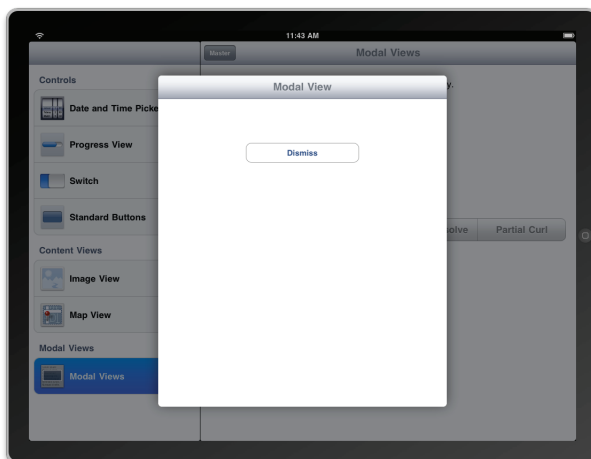 11:43 AM
Master
Modal Views
Controls
y.
Modal View
Date and Time Picke
Dismiss
Progress View
Switch
Standard Buttons
olve
Partial Curl
Content Views
Image View
Map View
Modal Views
Modal Views